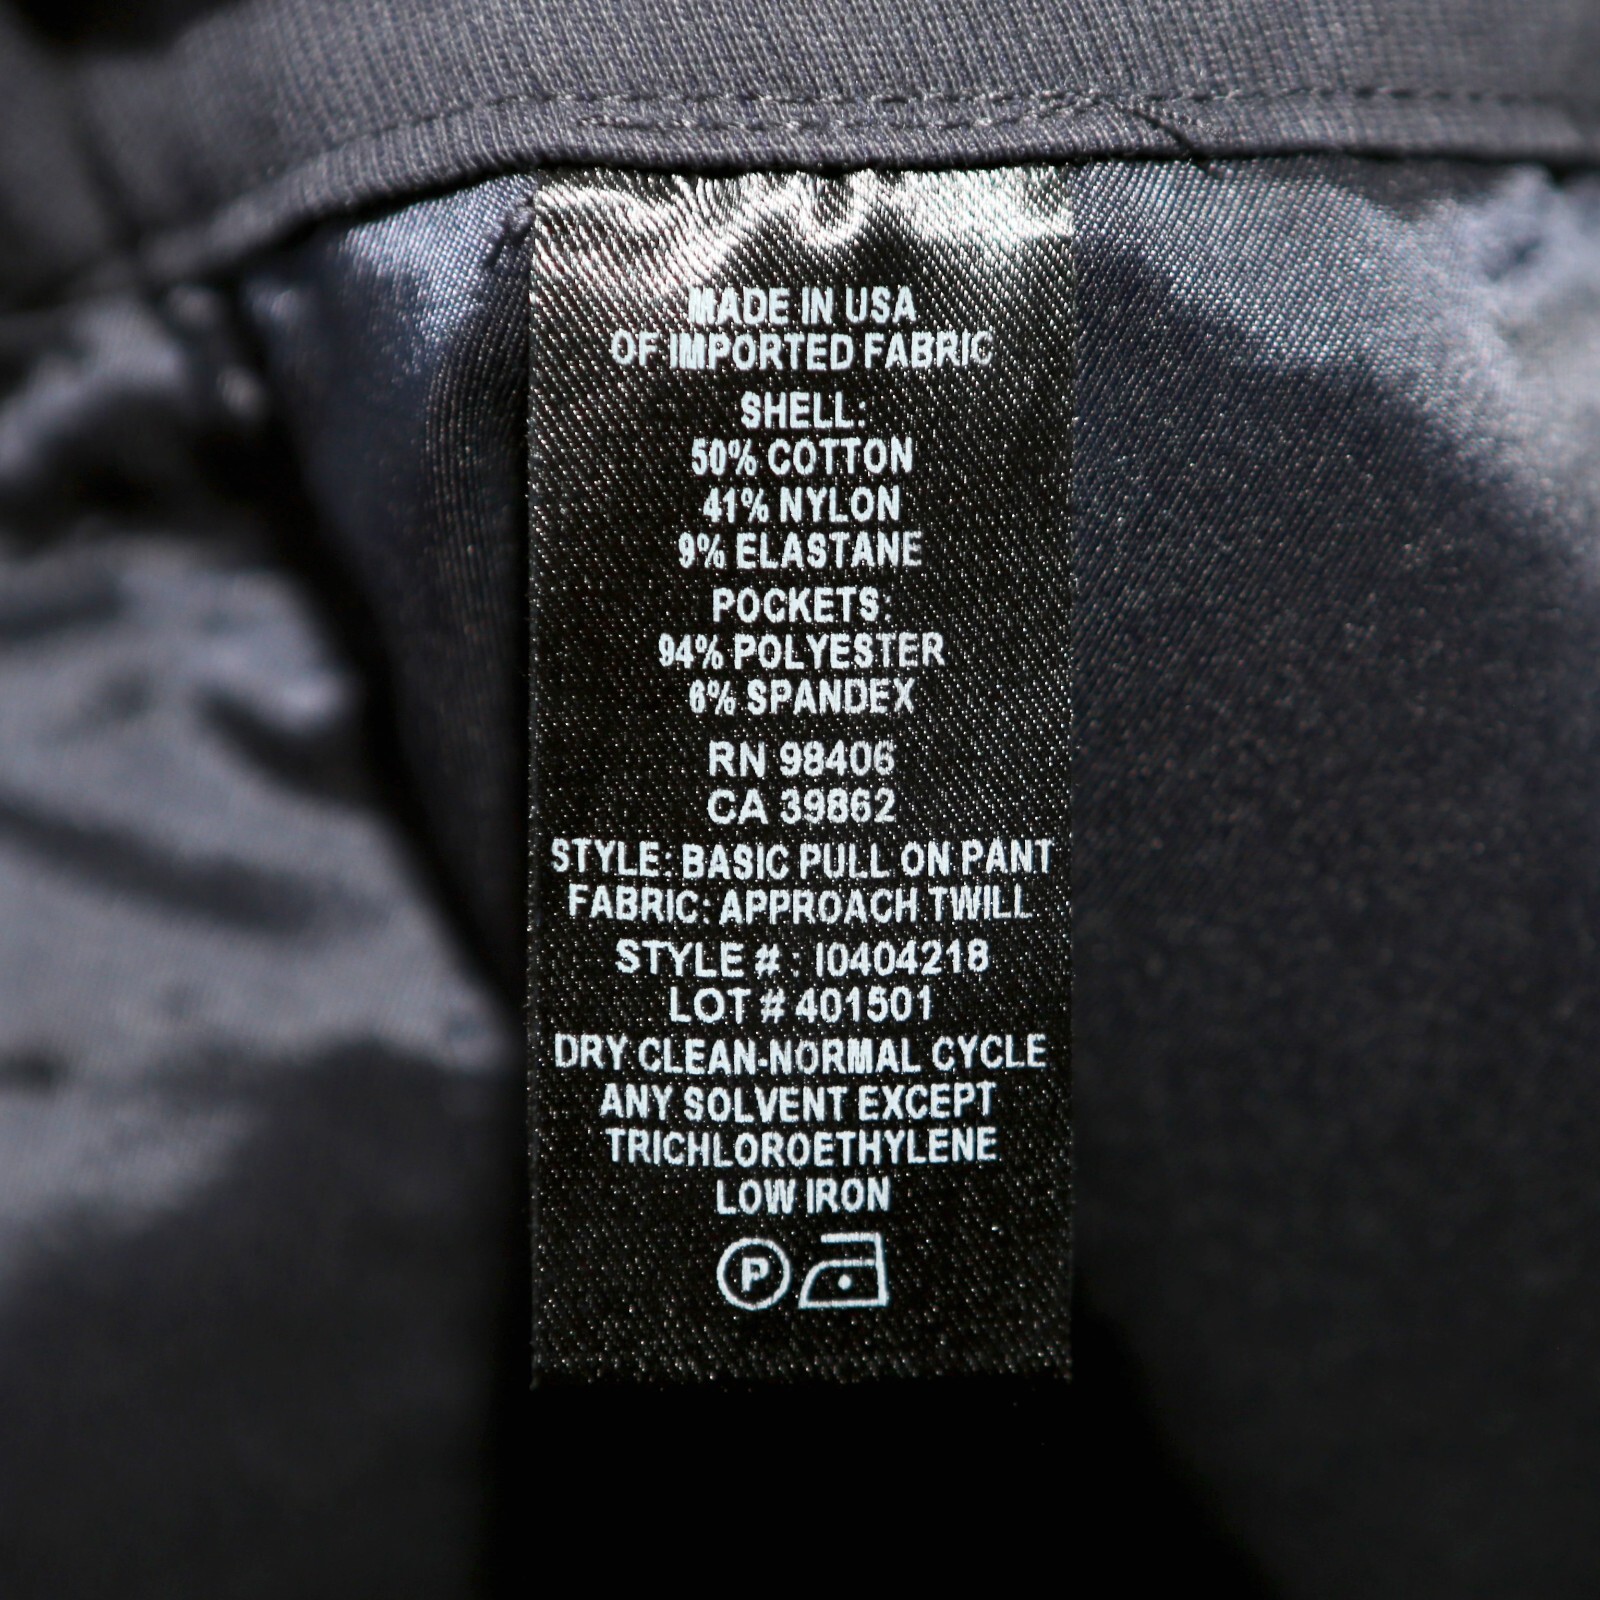 MADE IN USA
OF IMPORTED FABRIC
SHELL:
50% COTTON
41% NYLON
9% ELASTANE
POCKETS:
94% POLYESTER
6% SPANDEX
RN 98406
CA 39862
STYLE: BASIC PULL ON PANT
FABRIC: APPROACH TWILL
STYLE # : I0404218
LOT # 401501
DRY CLEAN-NORMAL CYCLE
ANY SOLVENT EXCEPT
TRICHLOROETHYLENE
LOW IRON
P